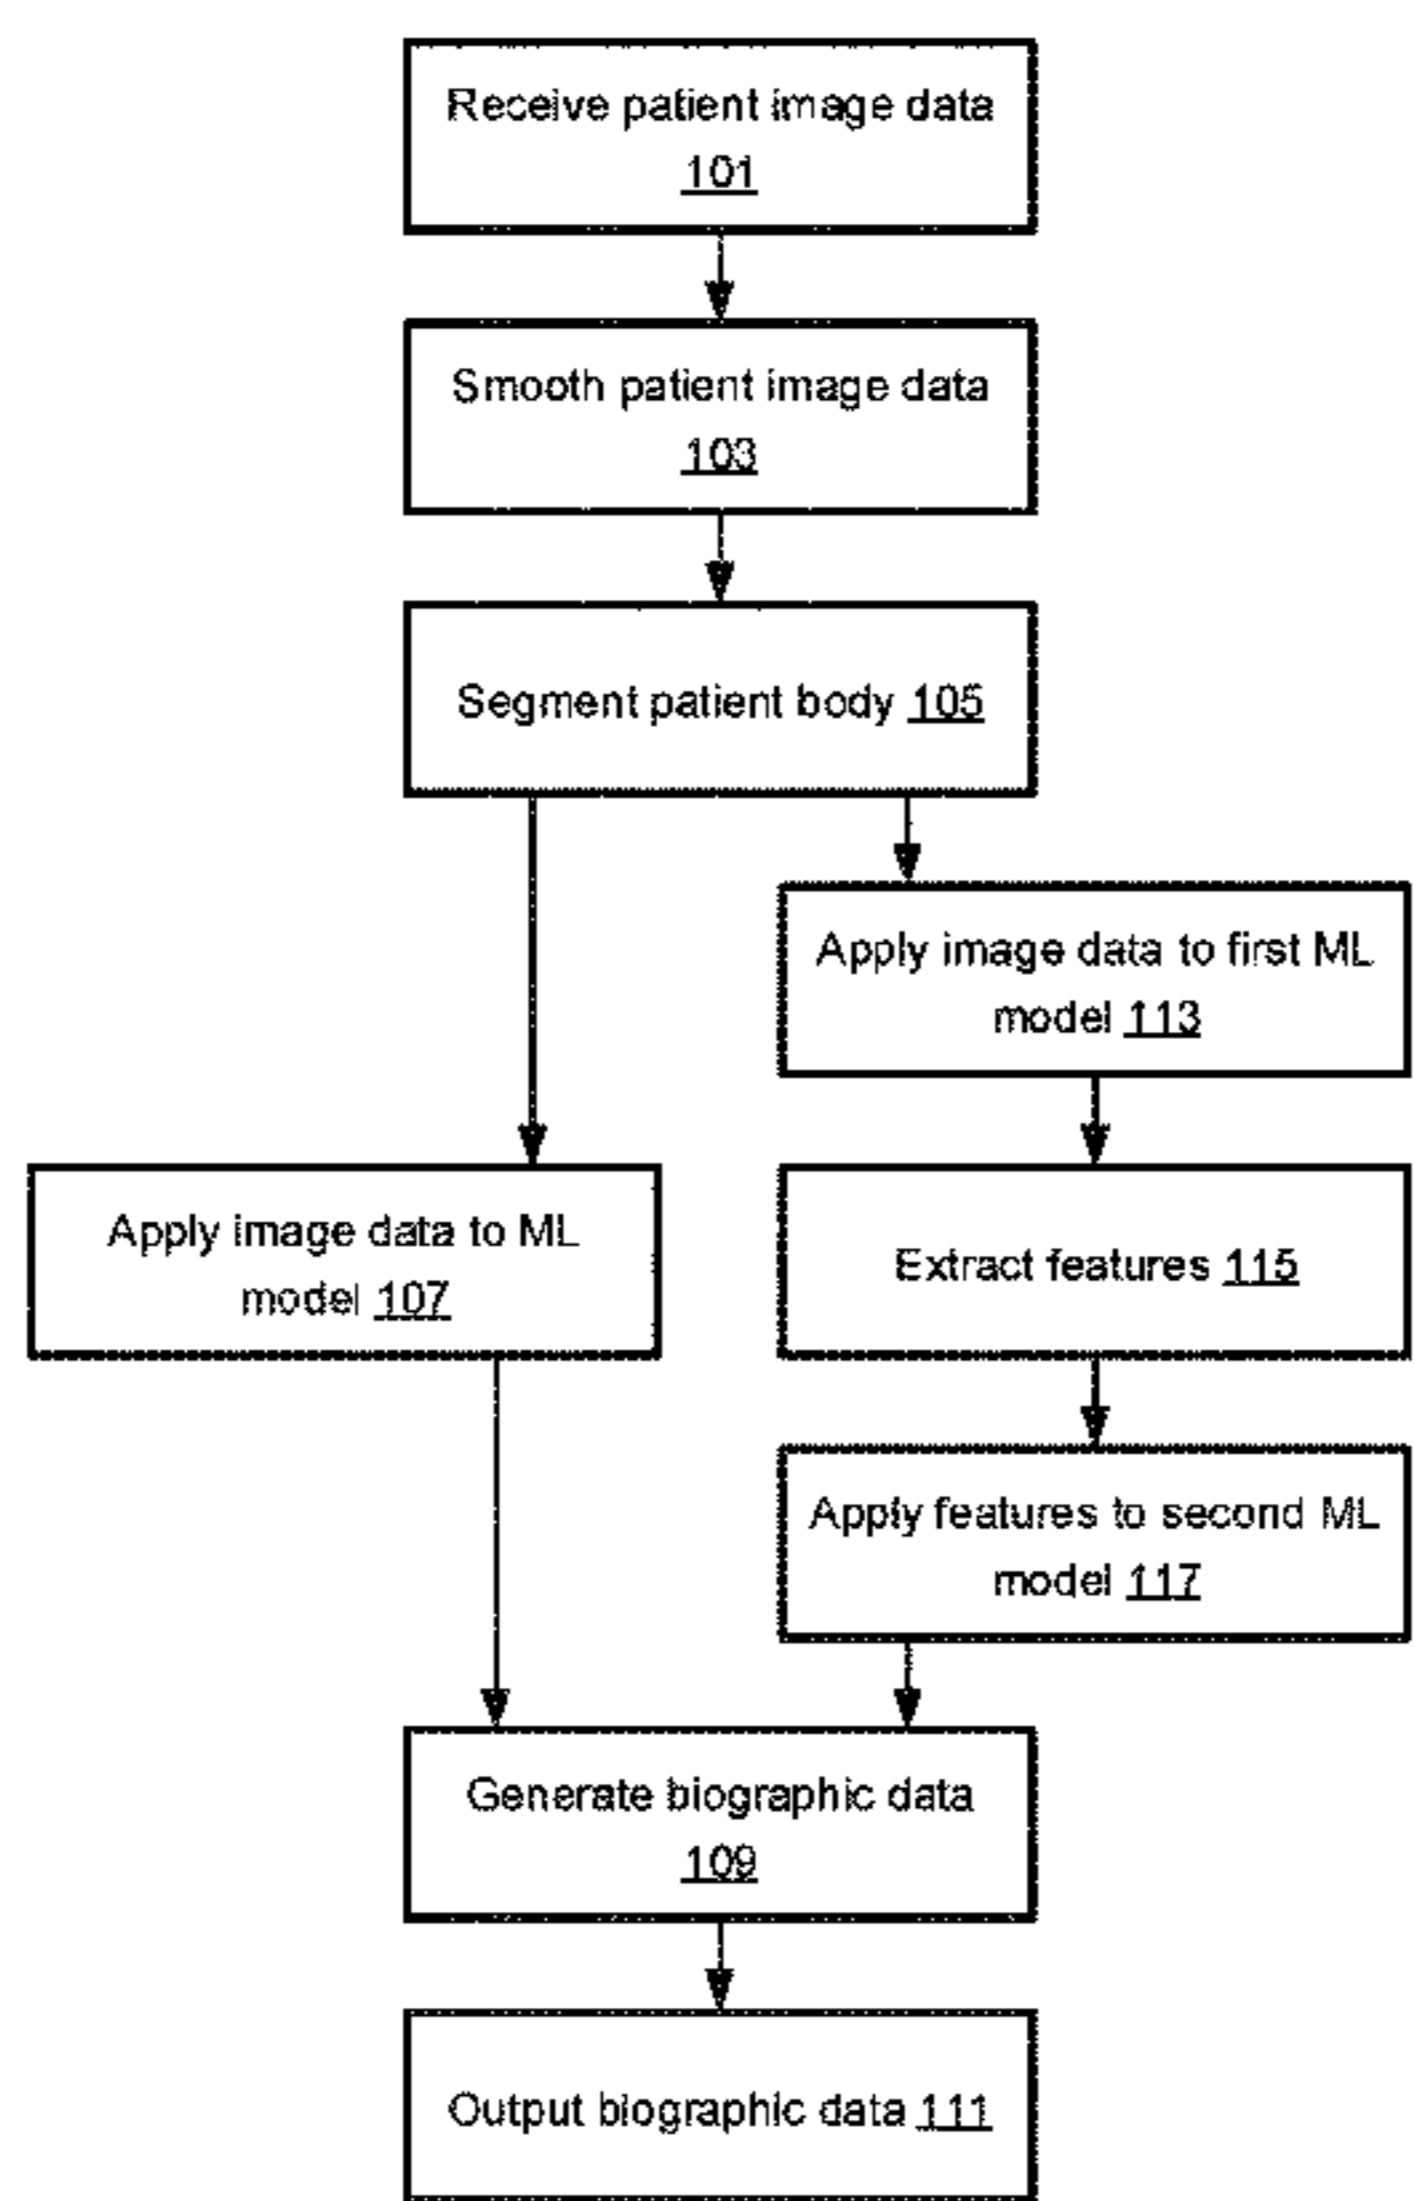 Receive patient image data
101
Smooth patient image data
103
Segment patient body 105
Apply image data to first ML
model 113
Apply image data to ML
model 107
Extract features 115
Apply features to second ML
model 117
Generate biographic data
109
Output biographic data 111